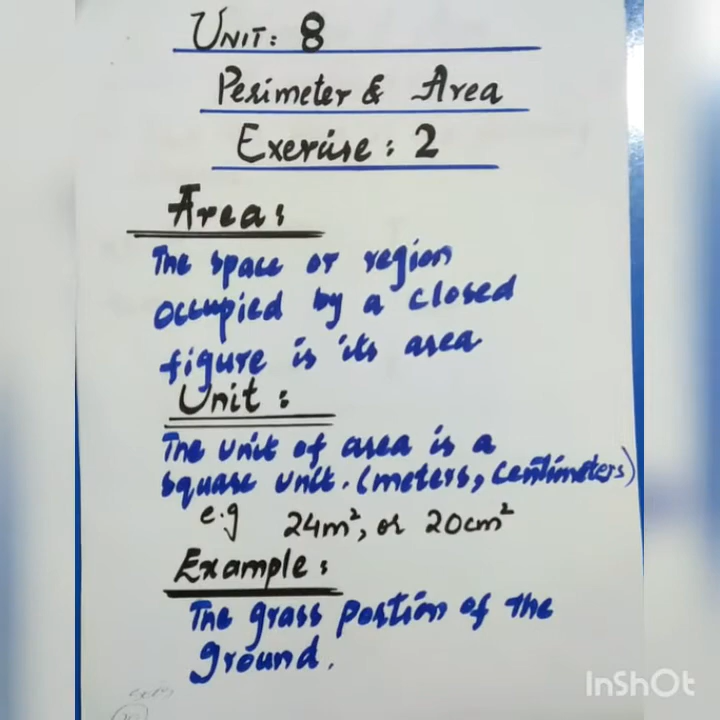 UNIT: 8
Perimeter & Area
Exercise: 2
Area:
The space or region
occupied by a closed
figure is its area
Unit:
The unit of area is a
square unit. (meters, centimeters)
e.g 24m², or 20cm²
Example:
The grass portion of the
ground.
InShOt